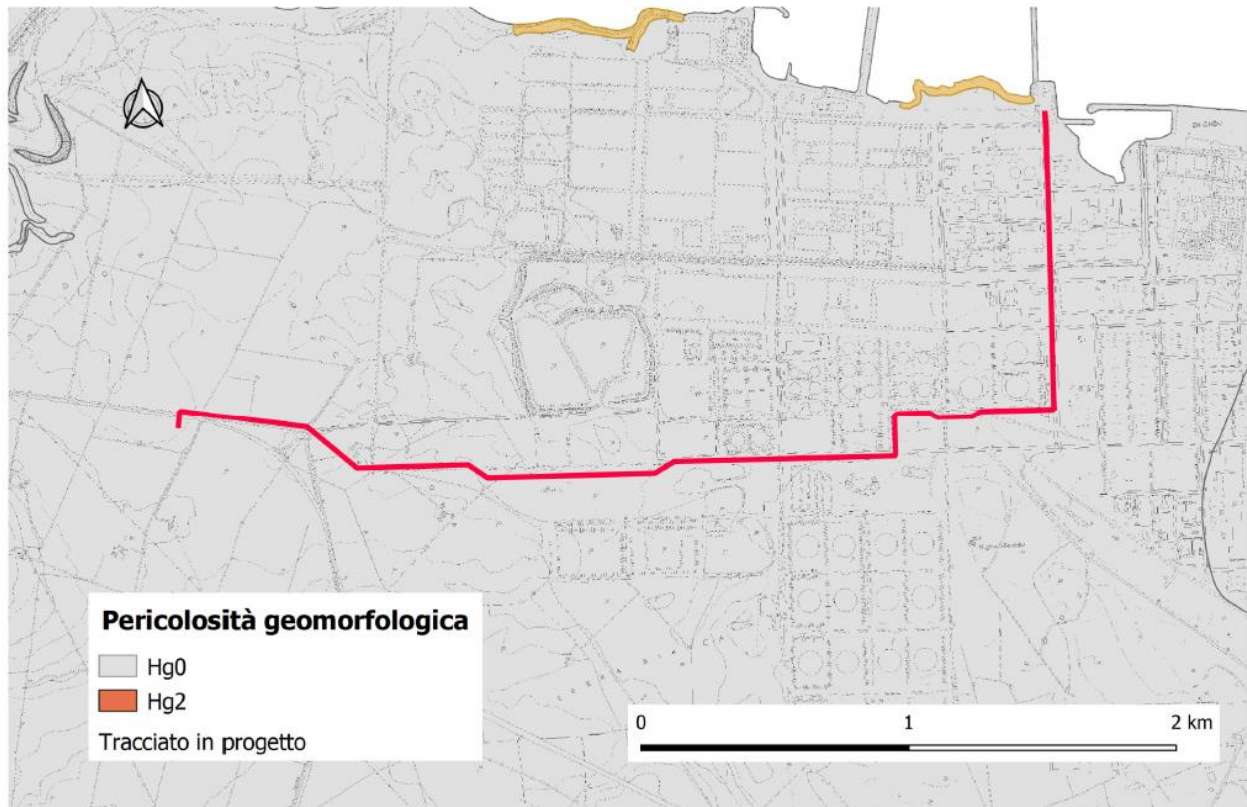 Pericolosità geomorfologica
Hg0
Hg2
Tracciato in progetto
0 1 2 km